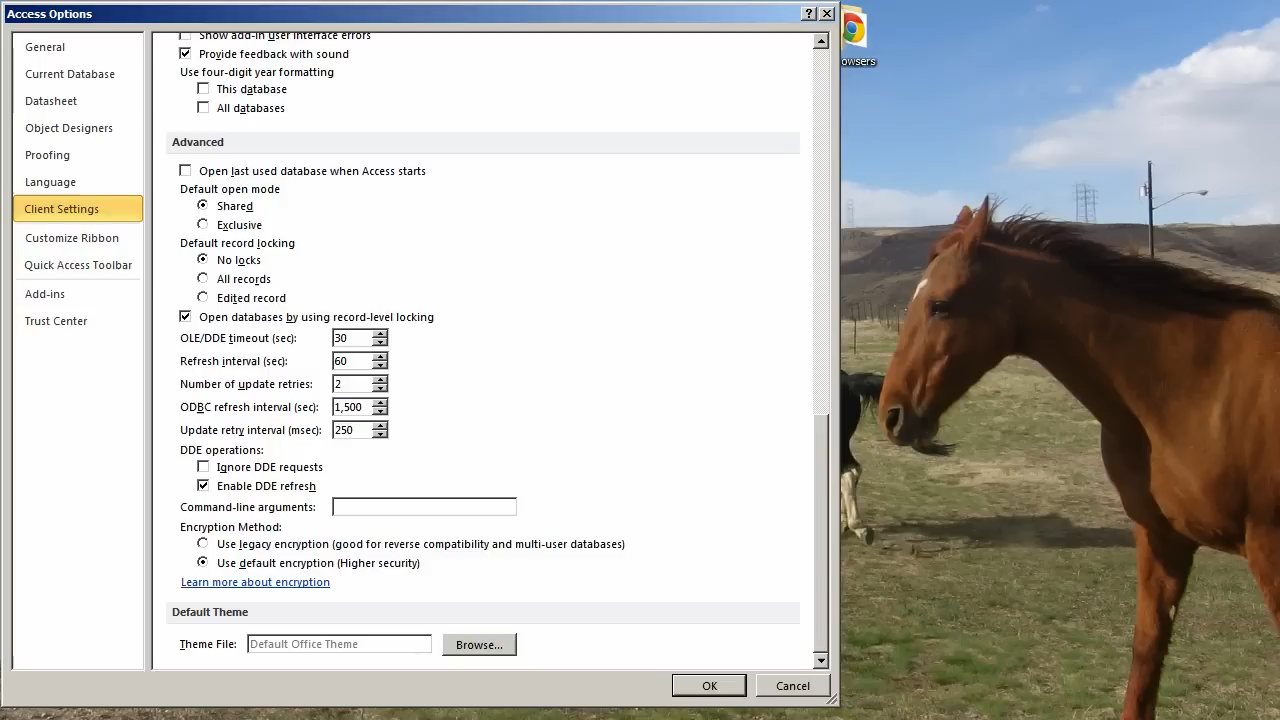 Access Options
General
Current Database
Datasheet
Object Designers
Proofing
Language
Client Settings
Customize Ribbon
Quick Access Toolbar
Add-ins
Trust Center
Show add-in user interface errors
Provide feedback with sound
Use four-digit year formatting
This database
All databases
Advanced
Open last used database when Access starts
Default open mode
Shared
Exclusive
Default record locking
No locks
All records
Edited record
Open databases by using record-level locking
OLE/DDE timeout (sec): 30
Refresh interval (sec): 60
Number of update retries: 2
ODBC refresh interval (sec): 1,500
Update retry interval (msec): 250
DDE operations:
Ignore DDE requests
Enable DDE refresh
Command-line arguments:
Encryption Method:
Use legacy encryption (good for reverse compatibility and multi-user databases)
Use default encryption (Higher security)
Learn more about encryption
Default Theme
Theme File: Default Office Theme Browse...
OK Cancel
owsers